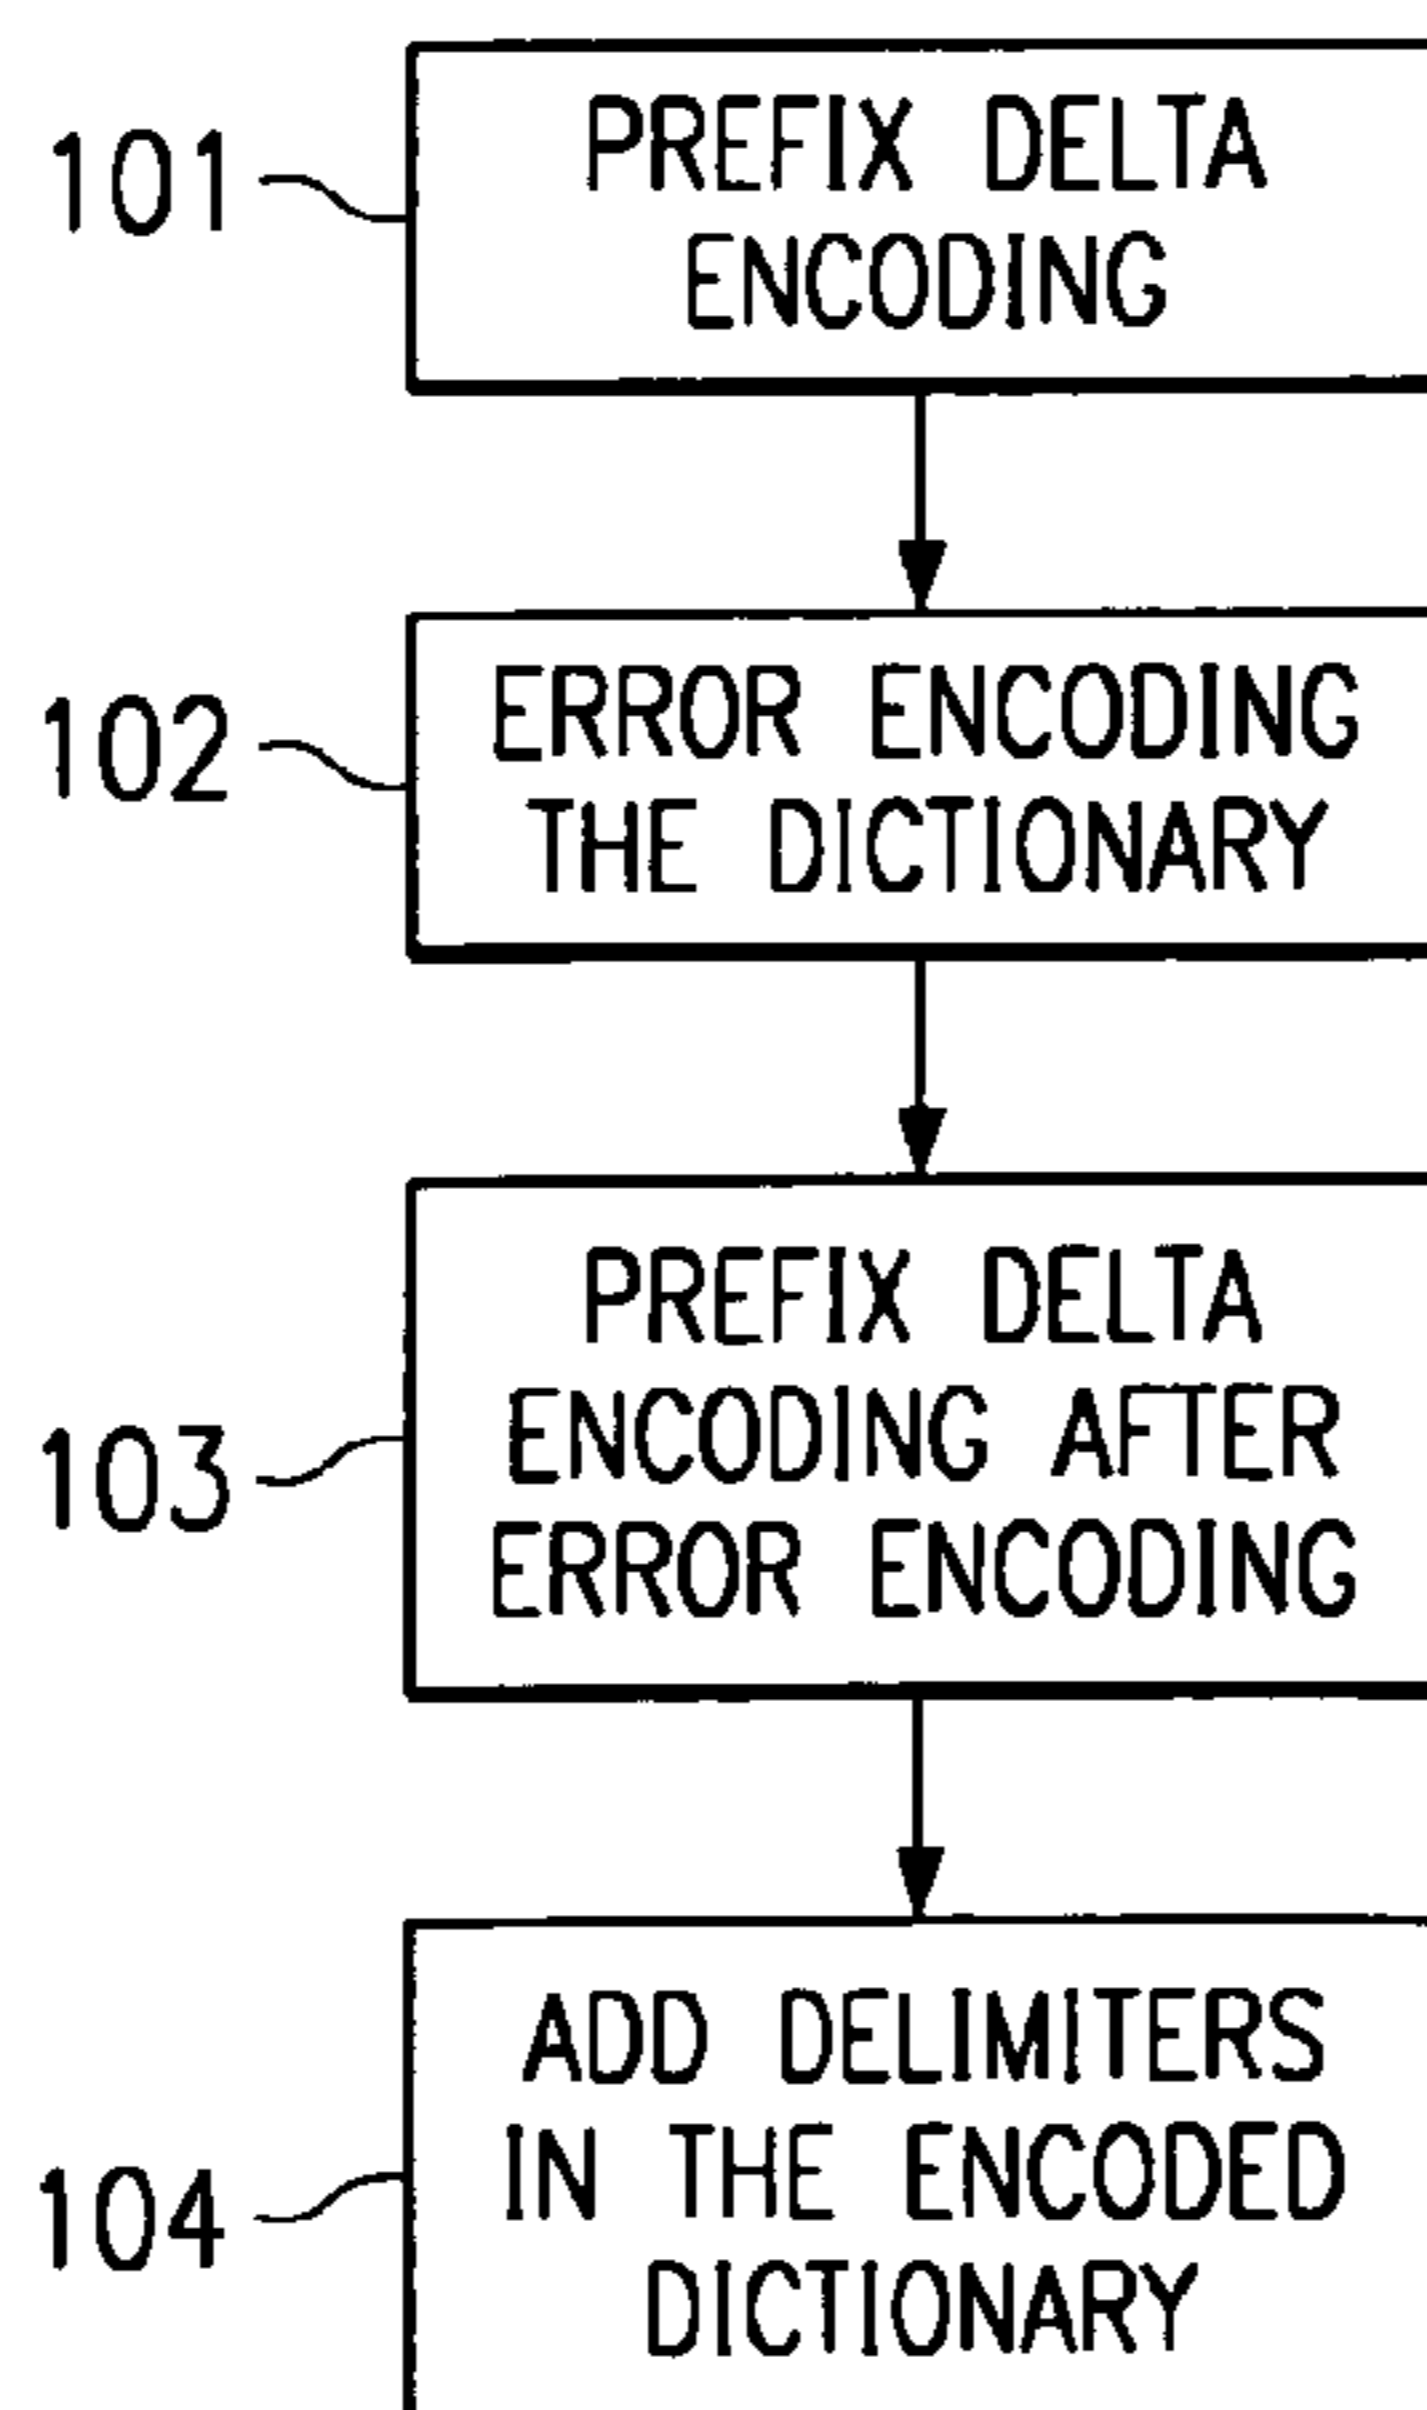 101
PREFIX DELTA
ENCODING
102
ERROR ENCODING
THE DICTIONARY
103
PREFIX DELTA
ENCODING AFTER
ERROR ENCODING
104
ADD DELIMITERS
IN THE ENCODED
DICTIONARY